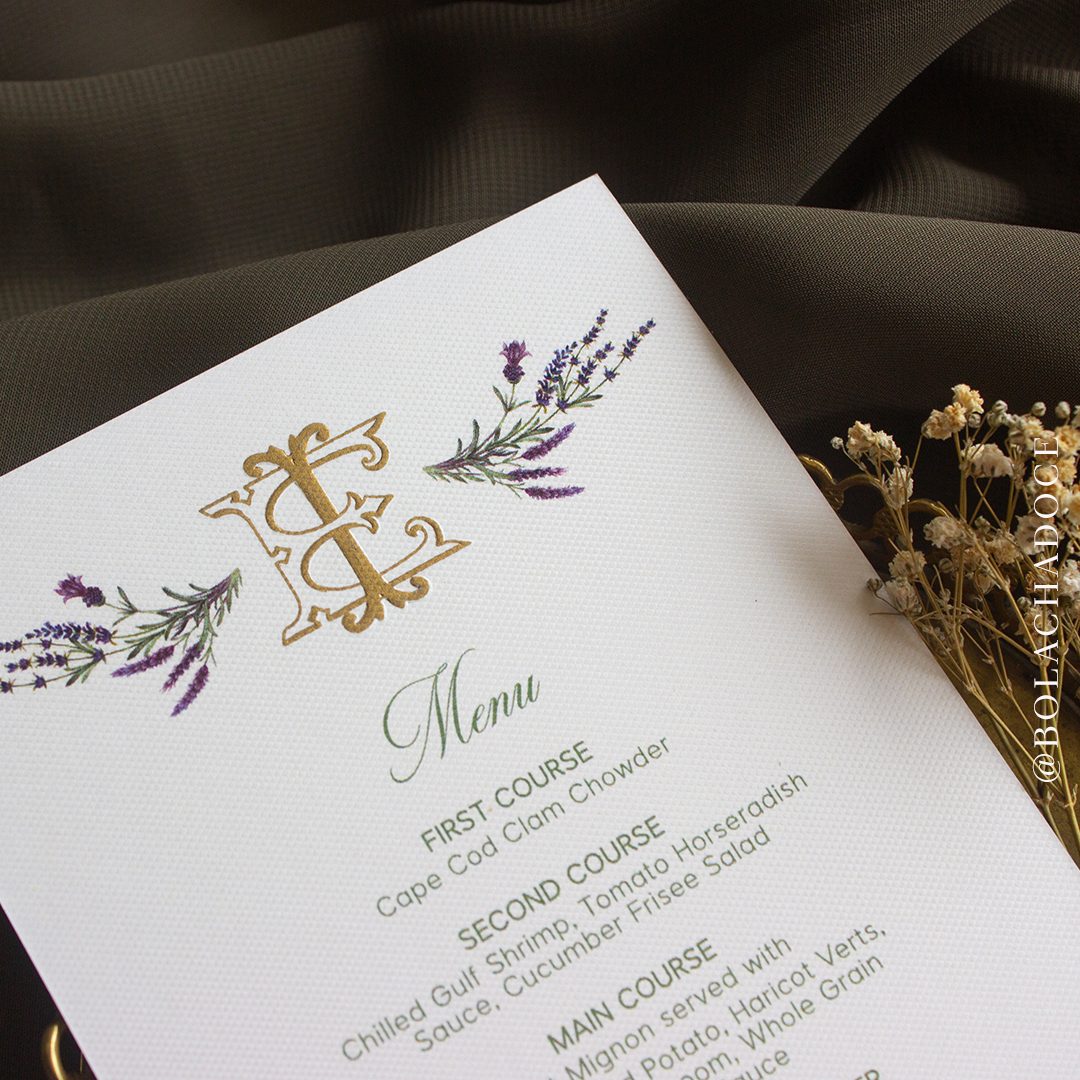 Menu
FIRST COURSE
Cape Cod Clam Chowder
SECOND COURSE
Chilled Gulf Shrimp, Tomato Horseradish
Sauce, Cucumber Frisee Salad
MAIN COURSE
Mignon served with
Potato, Haricot Verts,
Whole Grain
@BOLACHADOCE